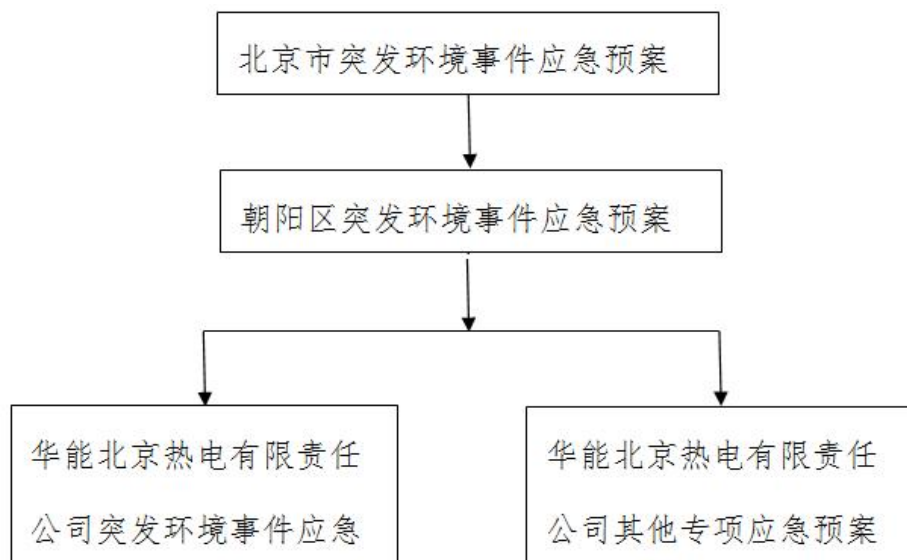 北京市突发环境事件应急预案
朝阳区突发环境事件应急预案
华能北京热电有限责任
公司突发环境事件应急
华能北京热电有限责任
公司其他专项应急预案